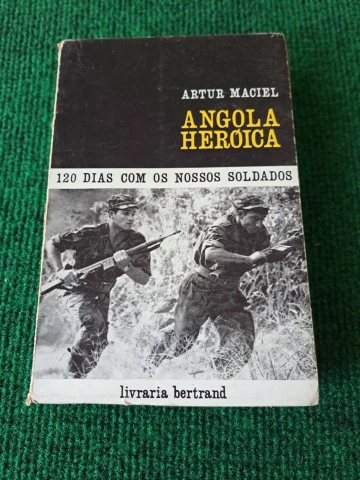 ARTUR MACIEL
ANGOLA
HERÓICA
120 DIAS COM OS NOSSOS SOLDADOS
livraria bertrand